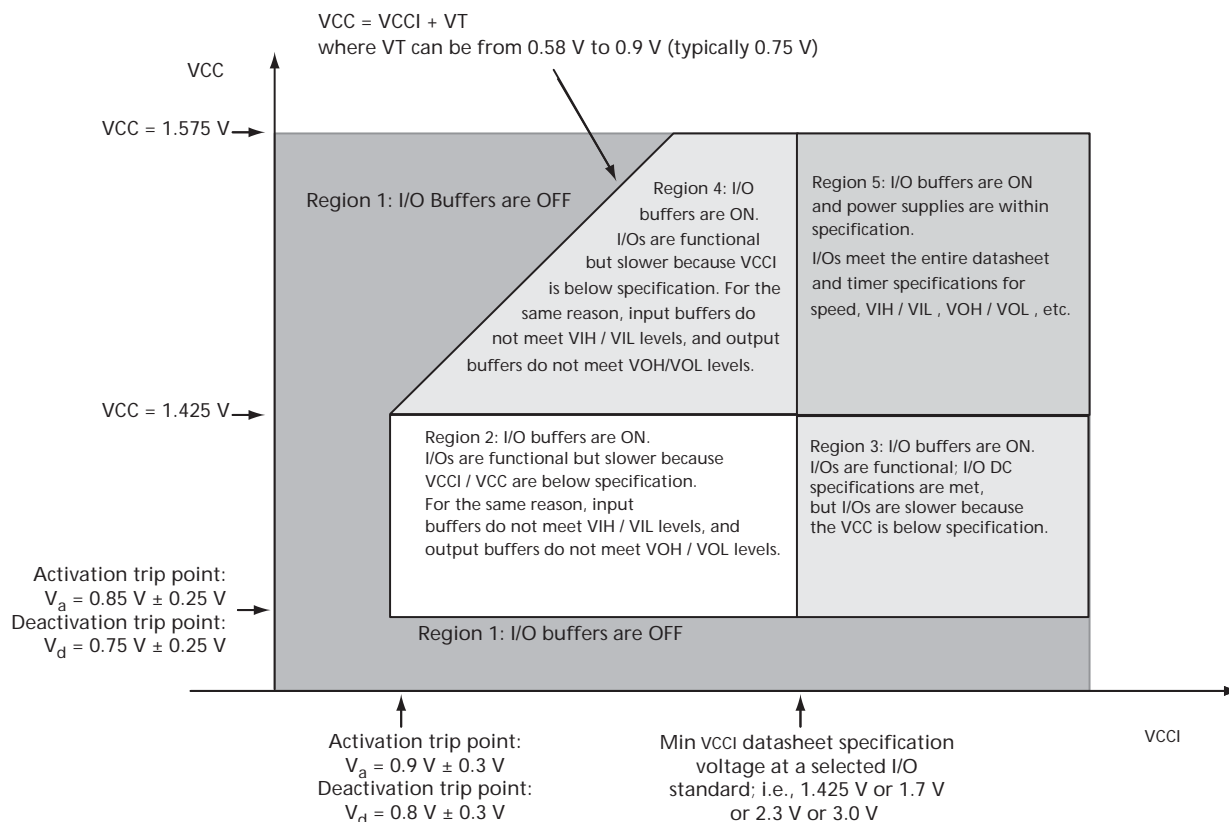 VCC = VCCI + VT
where VT can be from 0.58 V to 0.9 V (typically 0.75 V)
VCC
VCC = 1.575 V
Region 1: I/O Buffers are OFF
Region 4: I/O
buffers are ON.
I/Os are functional
but slower because VCCI
is below specification. For the
same reason, input buffers do
not meet VIH / VIL levels, and output
buffers do not meet VOH/VOL levels.
Region 5: I/O buffers are ON
and power supplies are within
specification.
I/Os meet the entire datasheet
and timer specifications for
speed, VIH / VIL , VOH / VOL , etc.
VCC = 1.425 V
Region 2: I/O buffers are ON.
I/Os are functional but slower because
VCCI / VCC are below specification.
For the same reason, input
buffers do not meet VIH / VIL levels, and
output buffers do not meet VOH / VOL levels.
Region 3: I/O buffers are ON.
I/Os are functional; I/O DC
specifications are met,
but I/Os are slower because
the VCC is below specification.
Activation trip point:
Va = 0.85 V ± 0.25 V
Deactivation trip point:
Vd = 0.75 V ± 0.25 V
Region 1: I/O buffers are OFF
Activation trip point:
Va = 0.9 V ± 0.3 V
Deactivation trip point:
Vd = 0.8 V ± 0.3 V
Min VCCI datasheet specification
voltage at a selected I/O
standard; i.e., 1.425 V or 1.7 V
or 2.3 V or 3.0 V
VCCI